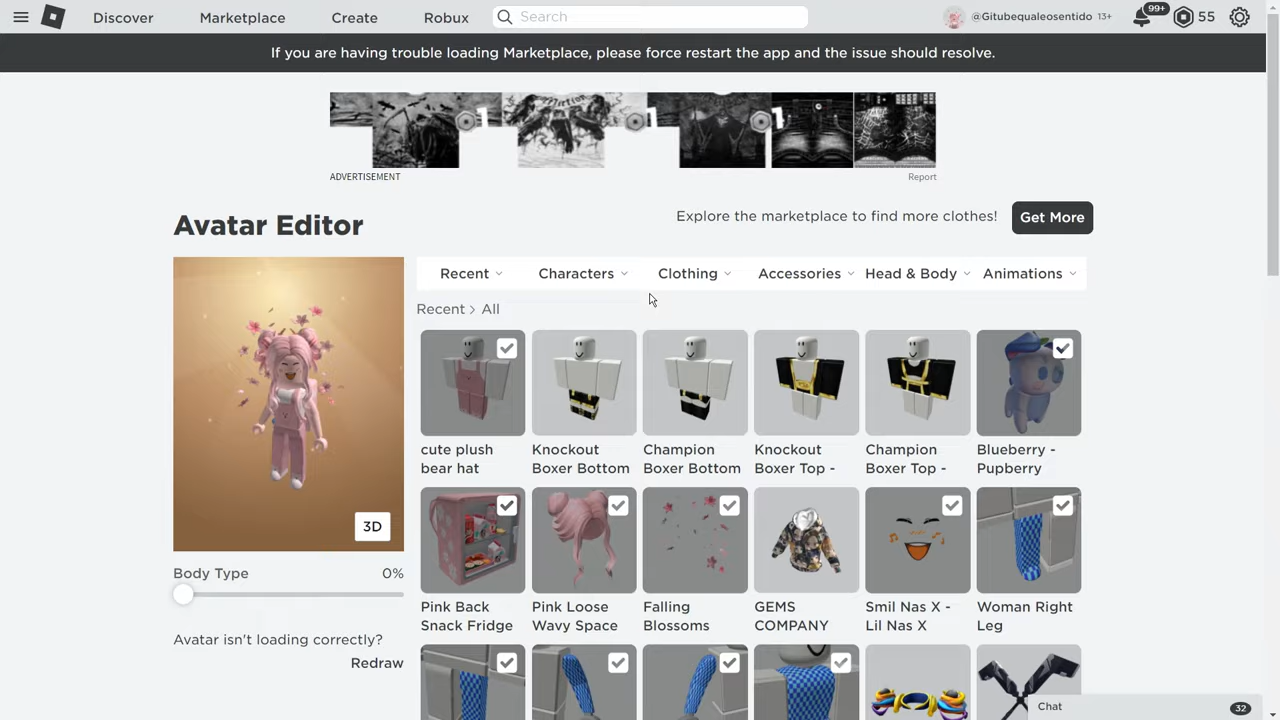 Discover Marketplace Create Robux Search @Gitubequaleosentido 13+ 99+ 55
If you are having trouble loading Marketplace, please force restart the app and the issue should resolve.
ADVERTISEMENT Report
Avatar Editor Explore the marketplace to find more clothes! Get More
Recent Characters Clothing Accessories Head & Body Animations
Recent > All
3D
Body Type 0%
Avatar isn't loading correctly?
Redraw
cute plush Knockout Champion Knockout Champion Blueberry -
bear hat Boxer Bottom Boxer Bottom Boxer Top - Boxer Top - Pupberry
Pink Back Pink Loose Falling GEMS Smil Nas X - Woman Right
Snack Fridge Wavy Space Blossoms COMPANY Lil Nas X Leg
Chat 32